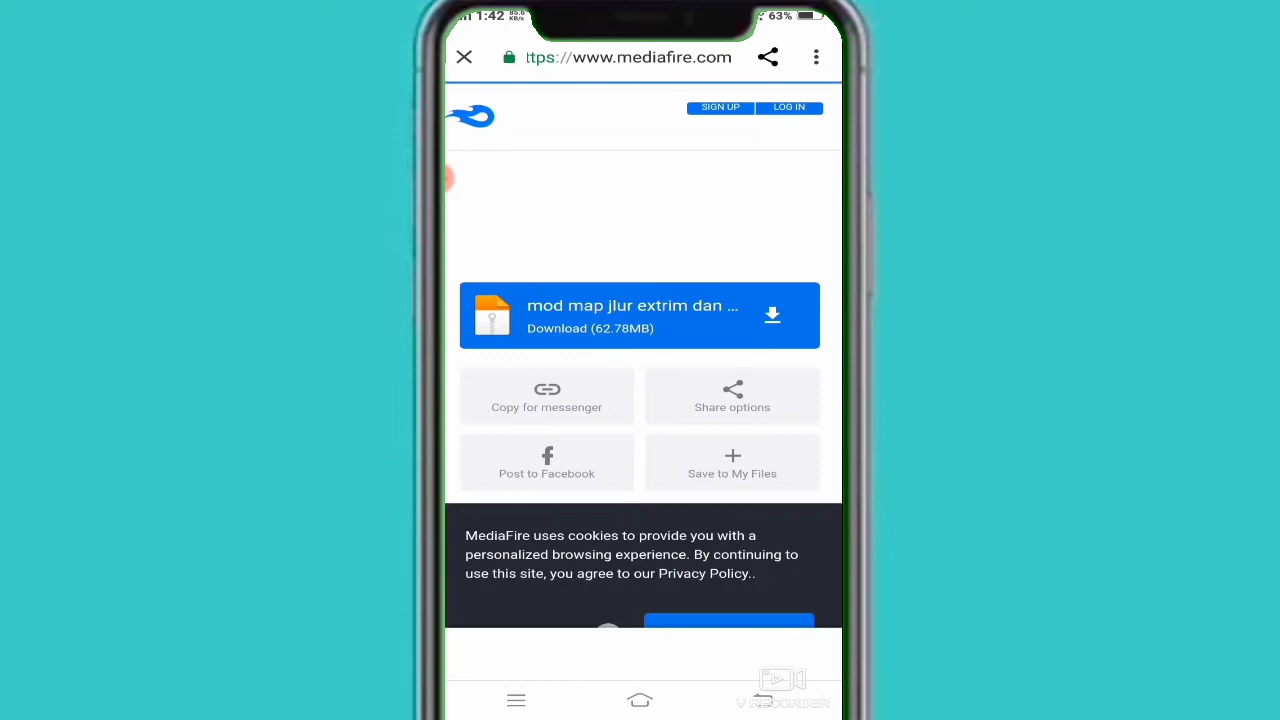 1:42 KB/s 63%
ttps://www.mediafire.com
SIGN UP LOG IN
mod map jlur extrim dan ...
Download (62.78MB)
Copy for messenger
Share options
Post to Facebook
Save to My Files
MediaFire uses cookies to provide you with a
personalized browsing experience. By continuing to
use this site, you agree to our Privacy Policy..
V RECORDER